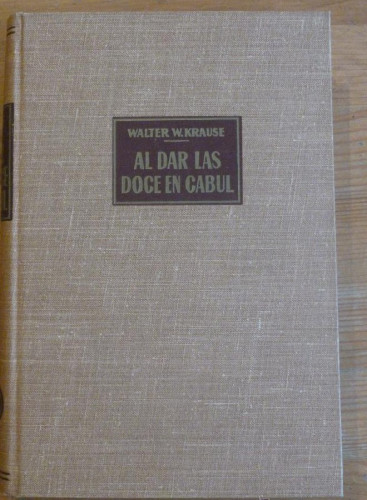 WALTER W. KRAUSE
AL DAR LAS
DOCE EN CABUL